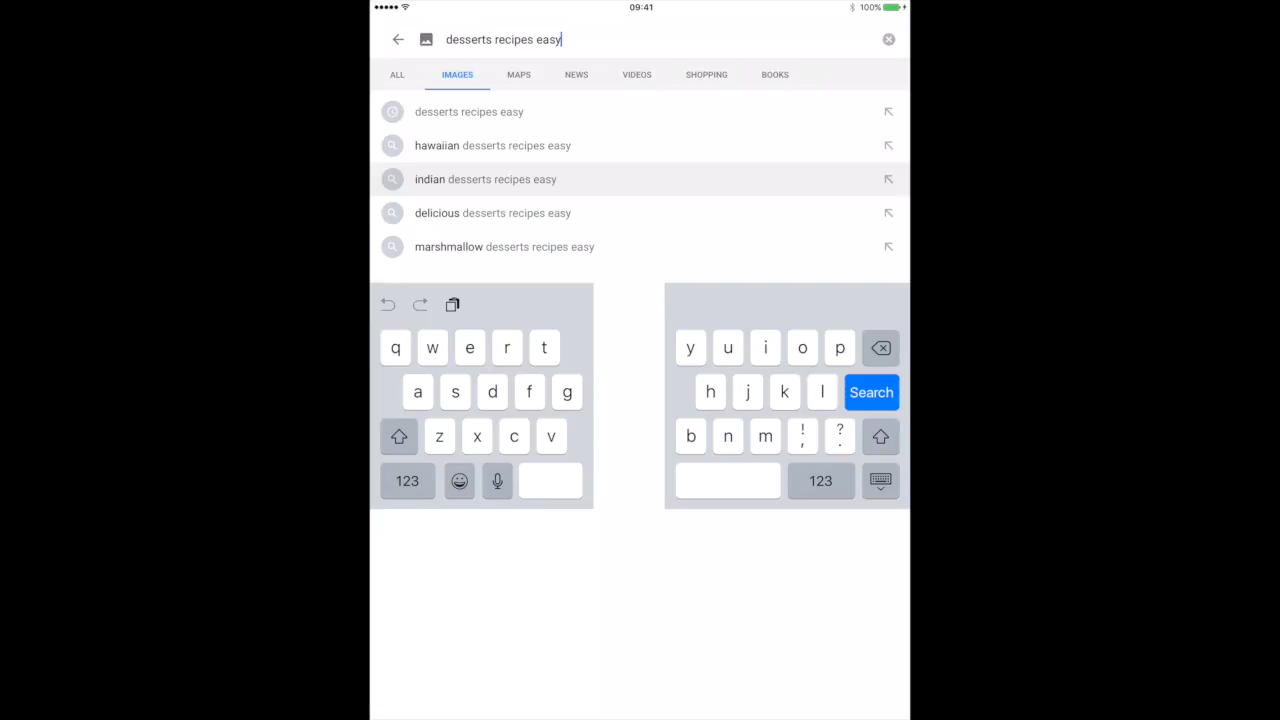 09:41
100%
desserts recipes easy
ALL IMAGES MAPS NEWS VIDEOS SHOPPING BOOKS
desserts recipes easy
hawaiian desserts recipes easy
indian desserts recipes easy
delicious desserts recipes easy
marshmallow desserts recipes easy
q w e r t y u i o p
a s d f g h j k l Search
z x c v b n m ! , ? .
123 123